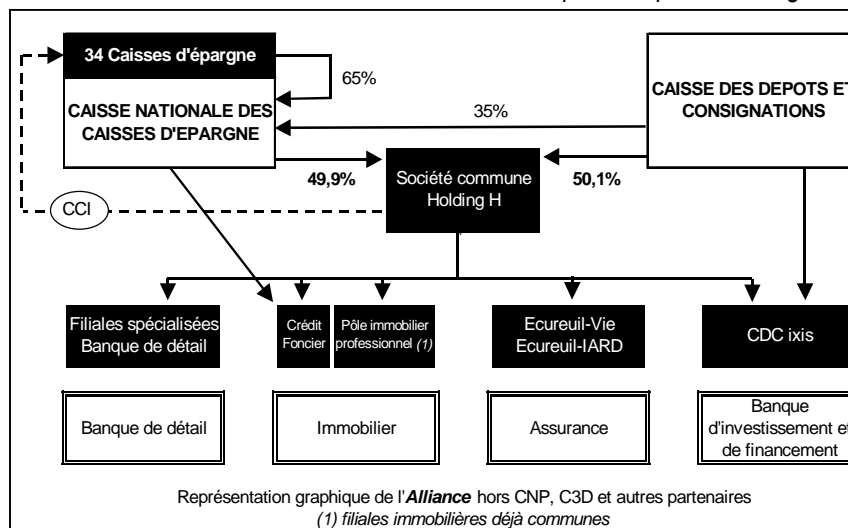 34 Caisses d'épargne
65%
CAISSE NATIONALE DES
CAISSES D'EPARGNE
CAISSE DES DEPOTS ET
CONSIGNATIONS
35%
49,9%
Société commune
Holding H
50,1%
CCI
Filiales spécialisées
Banque de détail
Crédit
Foncier
Pôle immobilier
professionnel (1)
Ecureuil-Vie
Ecureuil-IARD
CDC ixis
Banque de détail
Immobilier
Assurance
Banque
d'investissement et
de financement
Représentation graphique de l'Alliance hors CNP, C3D et autres partenaires
(1) filiales immobilières déjà communes